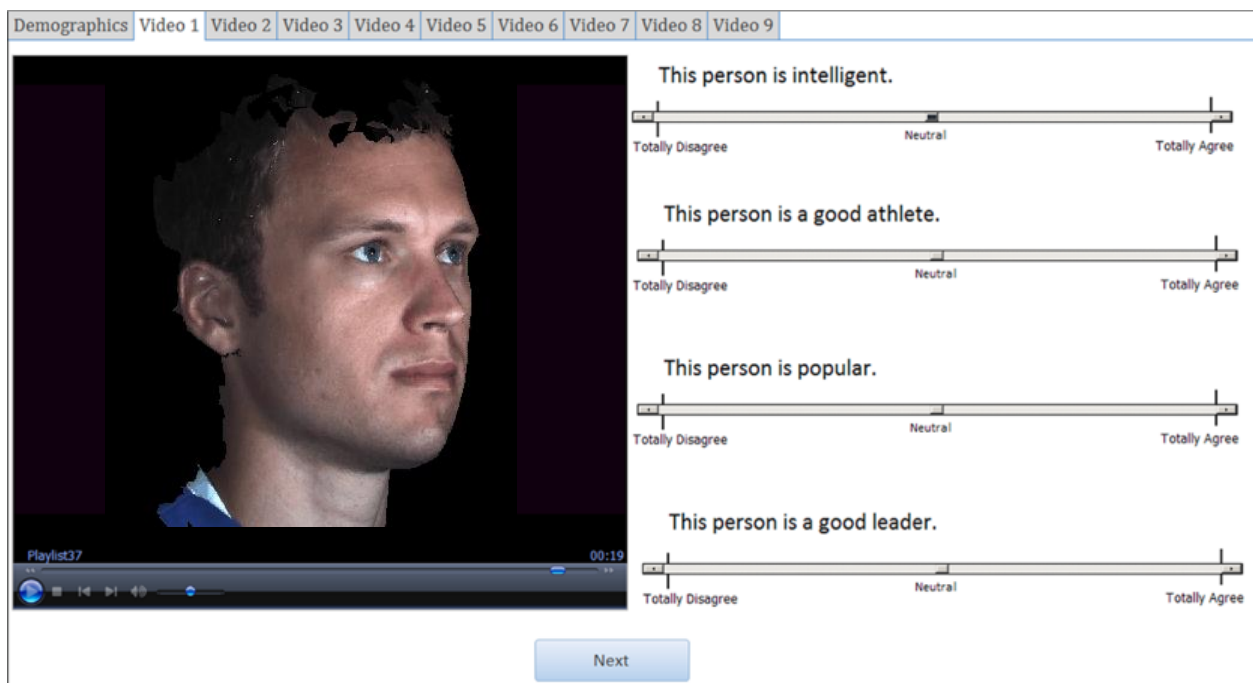 Demographics Video 1 Video 2 Video 3 Video 4 Video 5 Video 6 Video 7 Video 8 Video 9
This person is intelligent.
Totally Disagree Neutral Totally Agree
This person is a good athlete.
Totally Disagree Neutral Totally Agree
This person is popular.
Totally Disagree Neutral Totally Agree
This person is a good leader.
Totally Disagree Neutral Totally Agree
Playlist37 00:19
Next